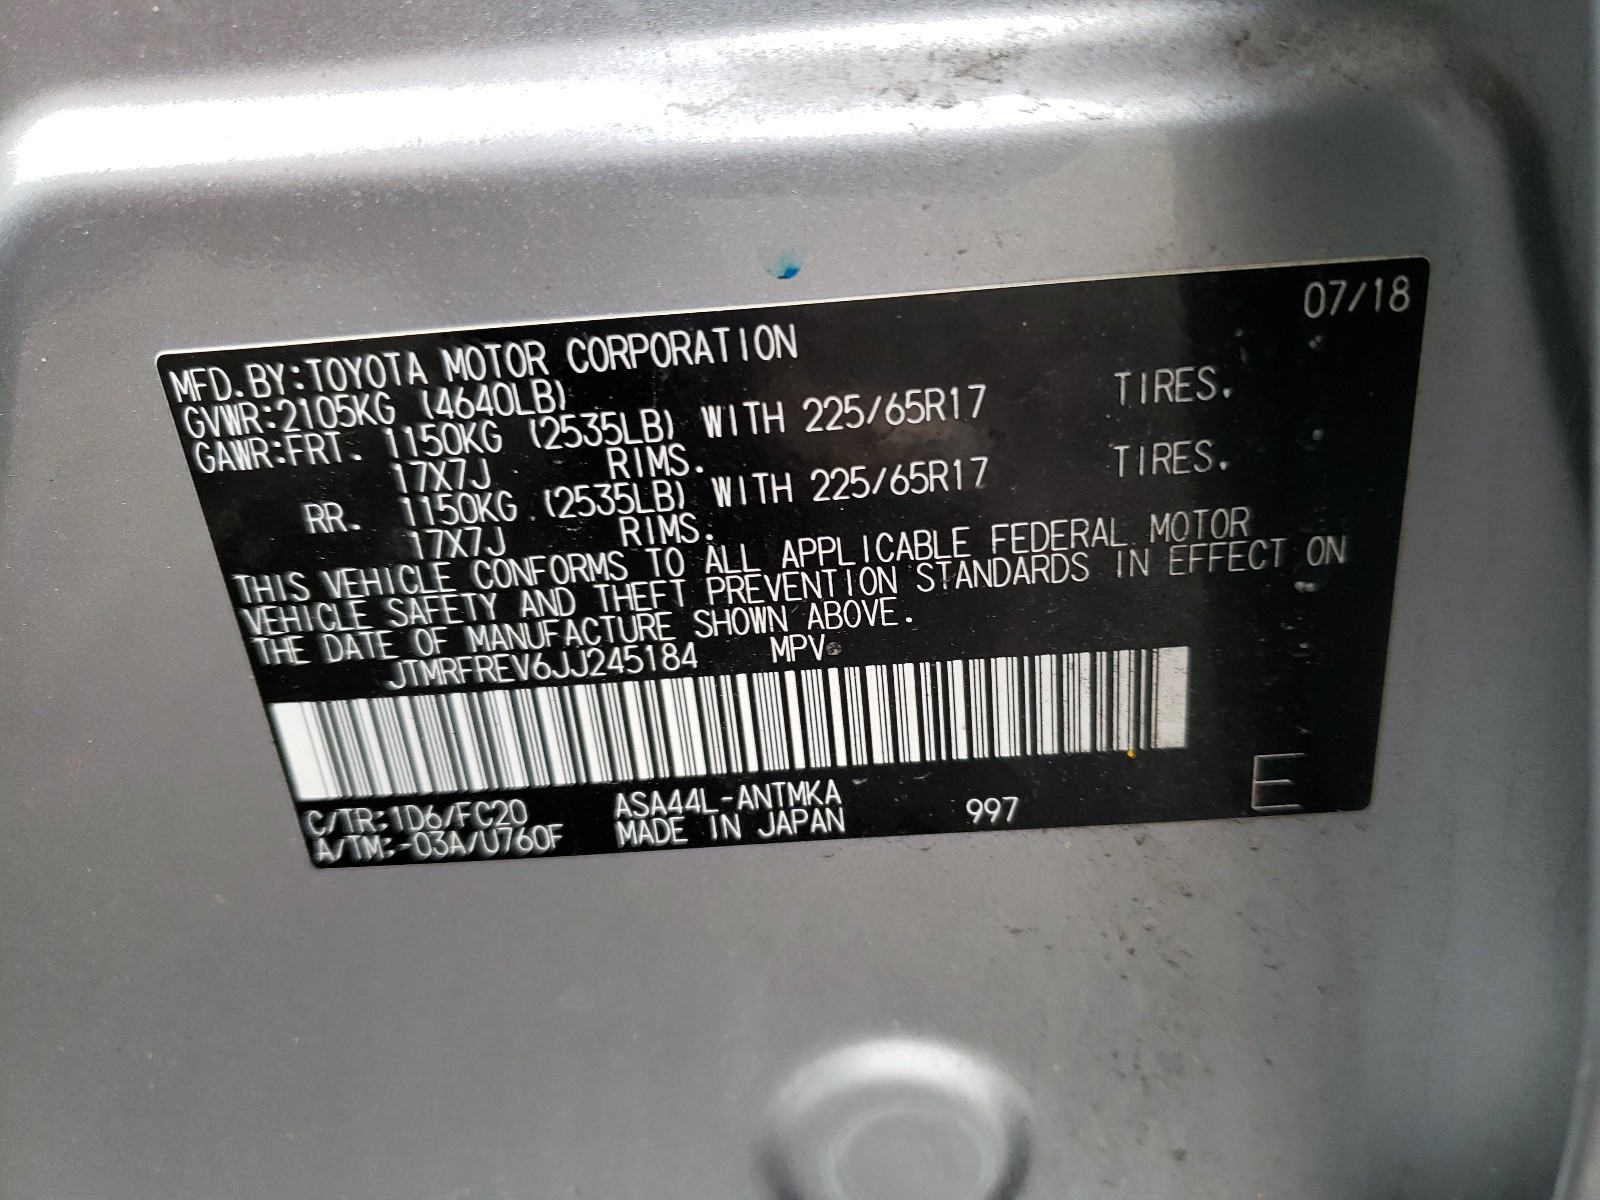 07/18
MFD. BY:TOYOTA MOTOR CORPORATION
GVWR:2105KG (4640LB)
GAWR:FRT. 1150KG (2535LB) WITH 225/65R17 TIRES.
17X7J RIMS.
RR. 1150KG (2535LB) WITH 225/65R17 TIRES.
17X7J RIMS.
THIS VEHICLE CONFORMS TO ALL APPLICABLE FEDERAL MOTOR
VEHICLE SAFETY AND THEFT PREVENTION STANDARDS IN EFFECT ON
THE DATE OF MANUFACTURE SHOWN ABOVE.
JTMRFREV6JJ245184 MPV
C/TR:1D6/FC20 ASA44L-ANTMKA 997 E
A/TM:-03A/U760F MADE IN JAPAN